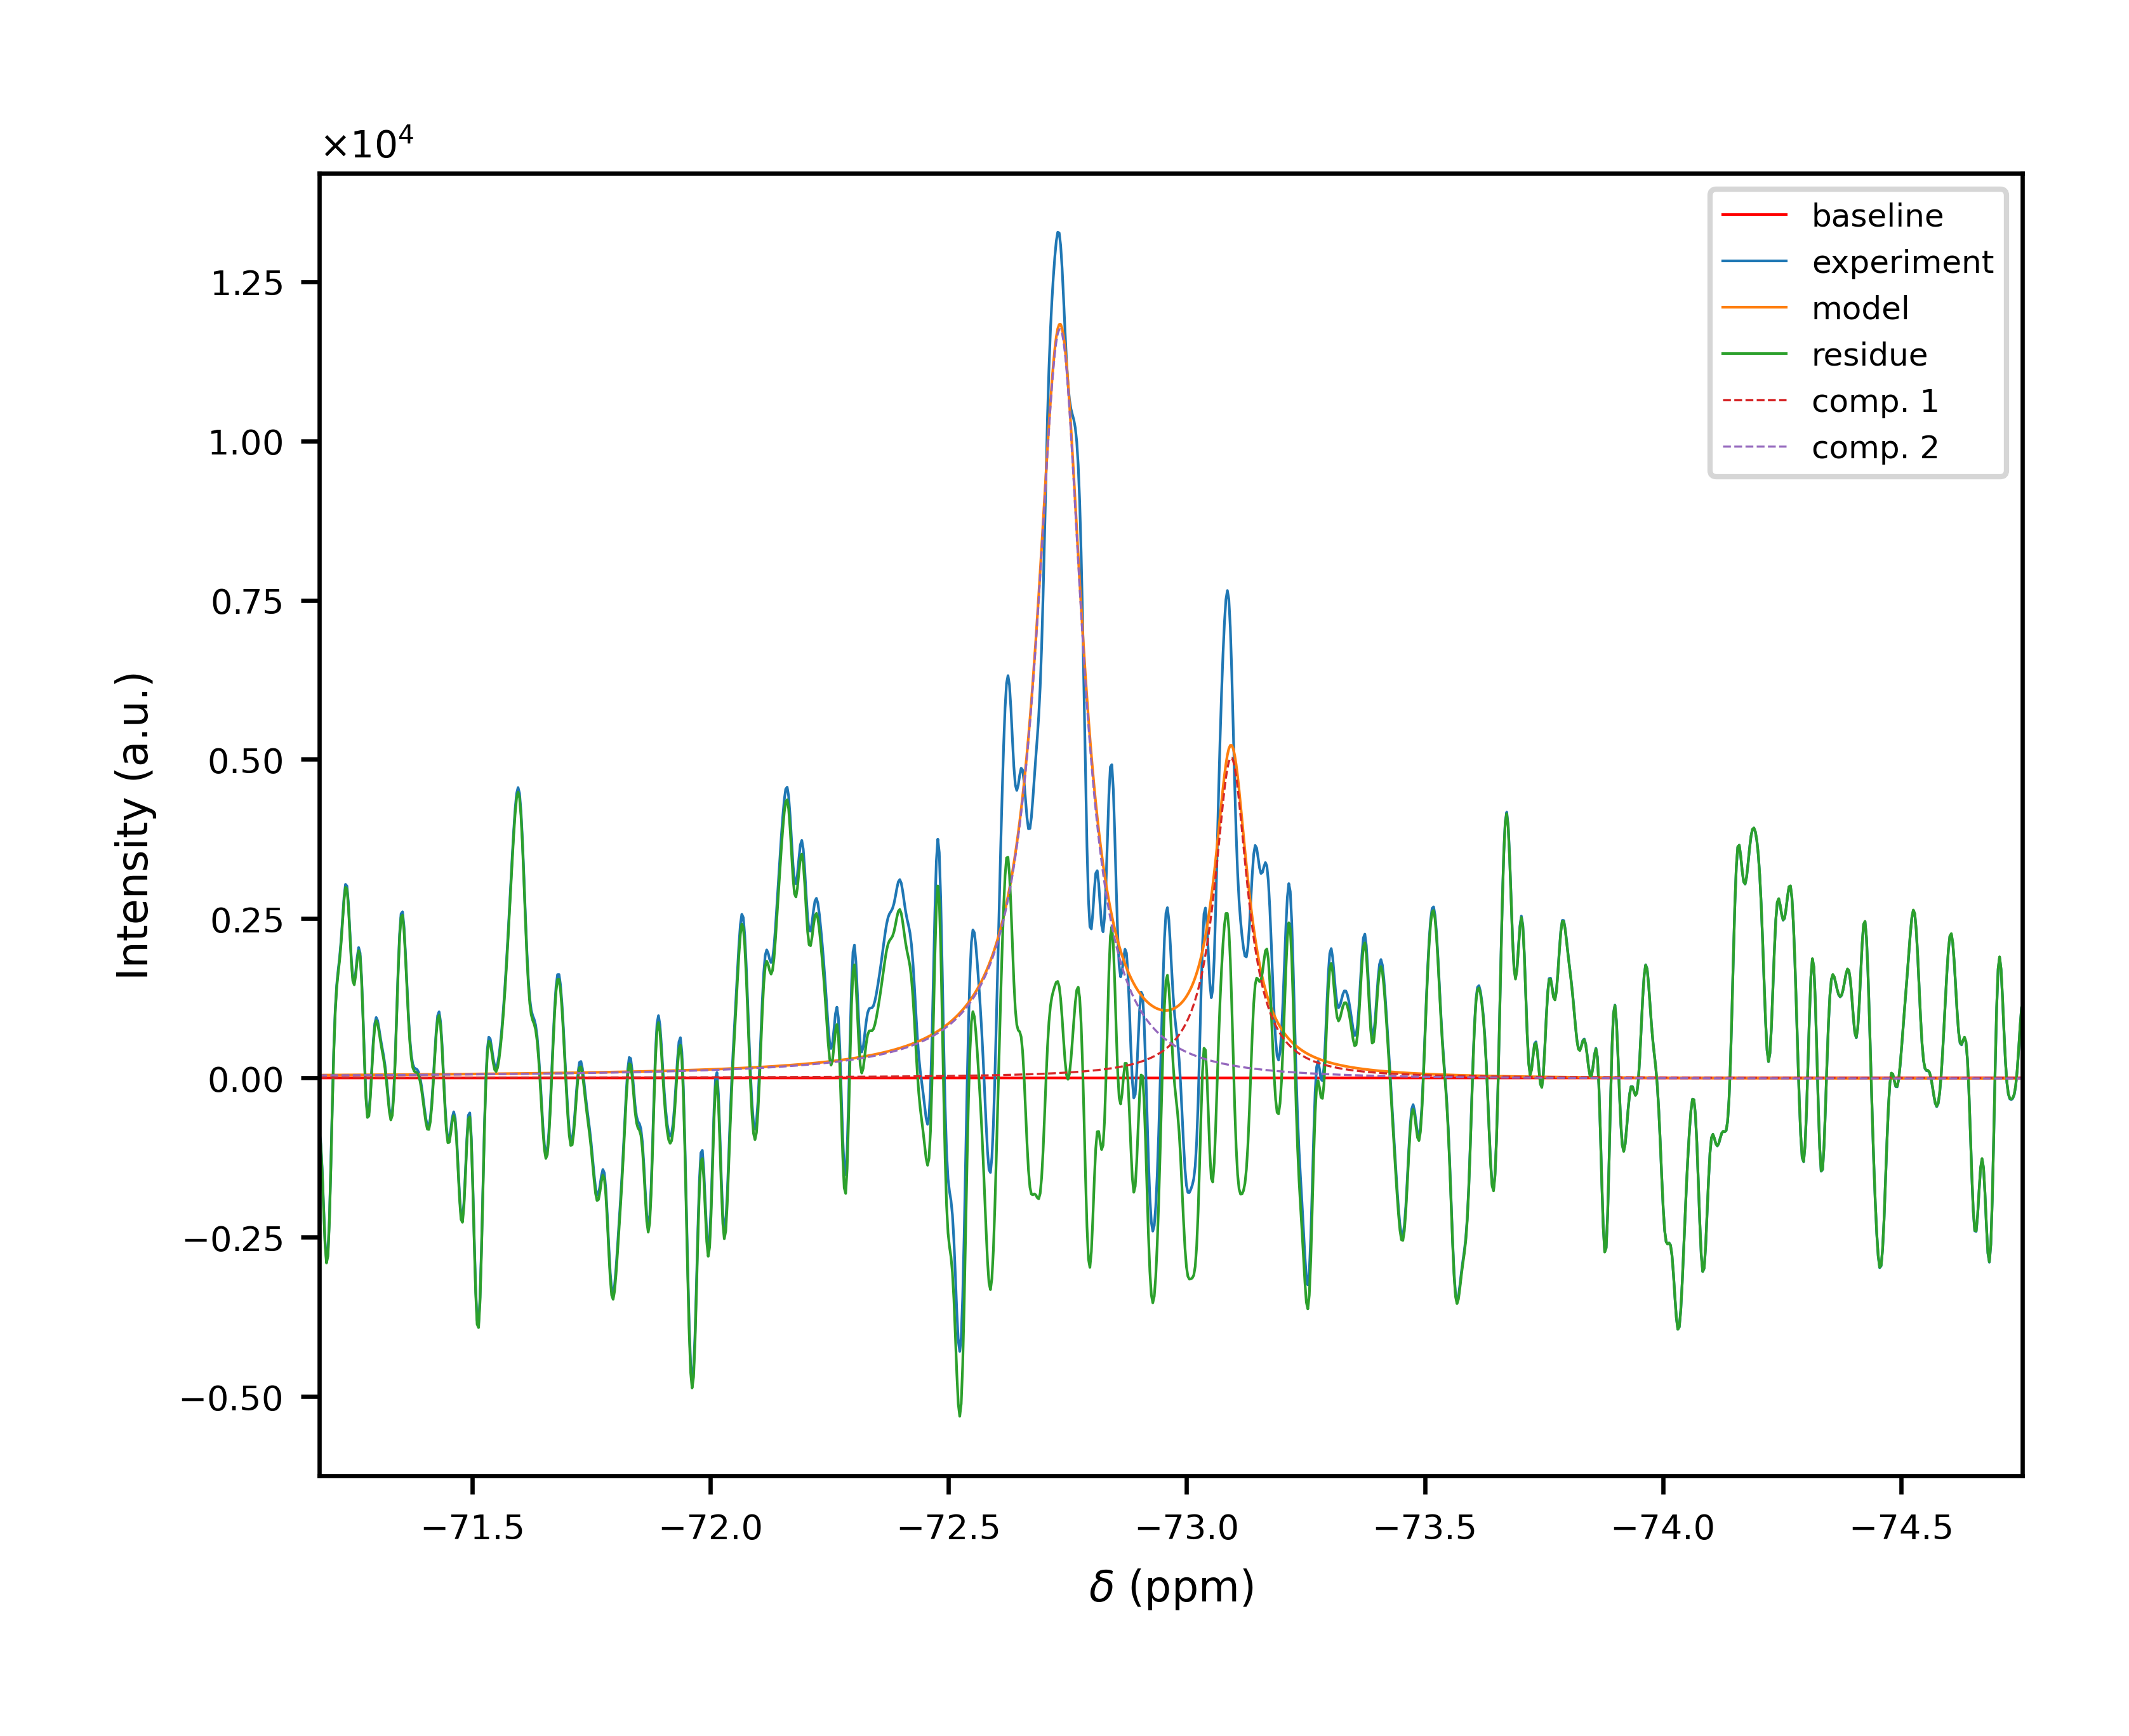 ×10⁴
baseline
experiment
model
residue
comp. 1
comp. 2
1.25
1.00
0.75
0.50
0.25
0.00
−0.25
−0.50
Intensity (a.u.)
−71.5 −72.0 −72.5 −73.0 −73.5 −74.0 −74.5
δ (ppm)